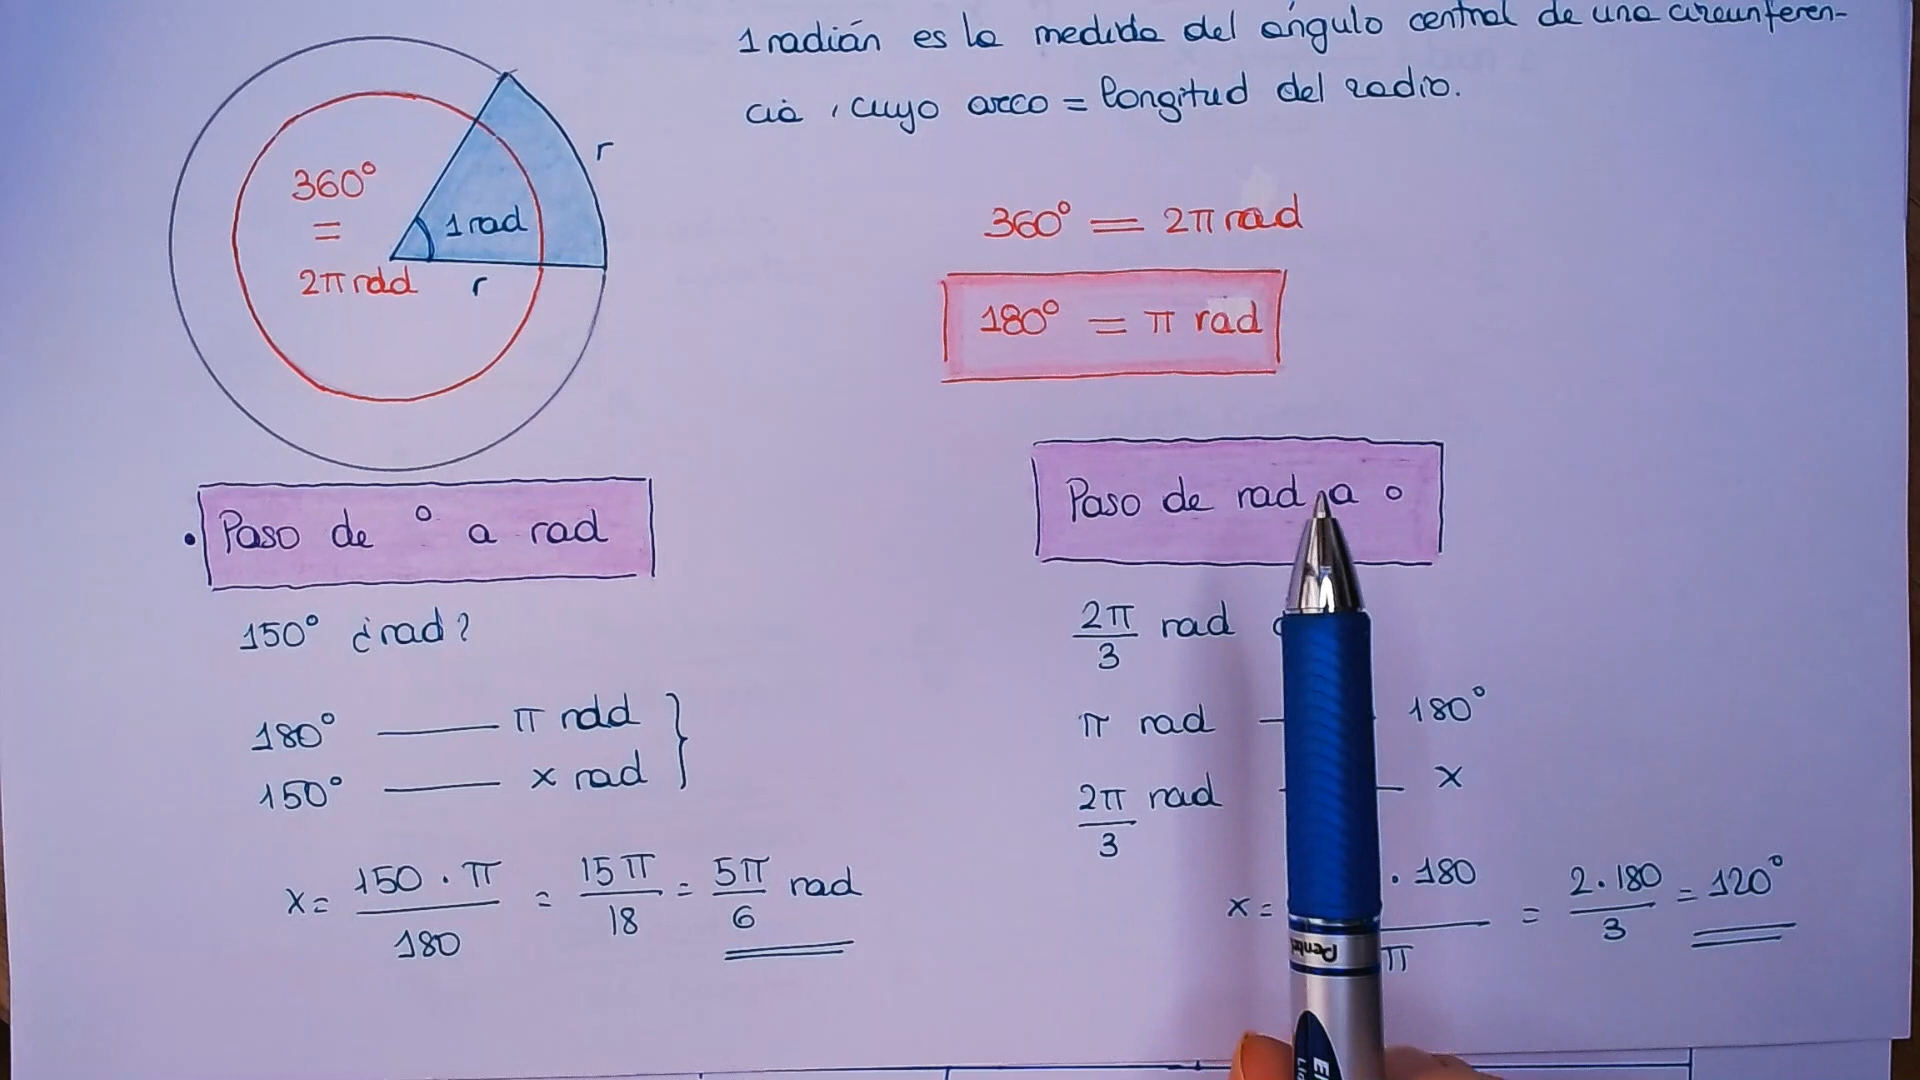 1 radián es la medida del ángulo central de una circunferen-
cia, cuyo arco = longitud del radio.
360°
=
2π rad
1 rad
r
r
360° = 2π rad
180° = π rad
• Paso de ° a rad
150° ¿rad?
180° —— π rad
150° —— x rad
x = 150 · π / 180 = 15π / 18 = 5π / 6 rad
Paso de rad a °
2π / 3 rad
π rad — 180°
2π / 3 rad — x
x = · 180 / π = 2 · 180 / 3 = 120°